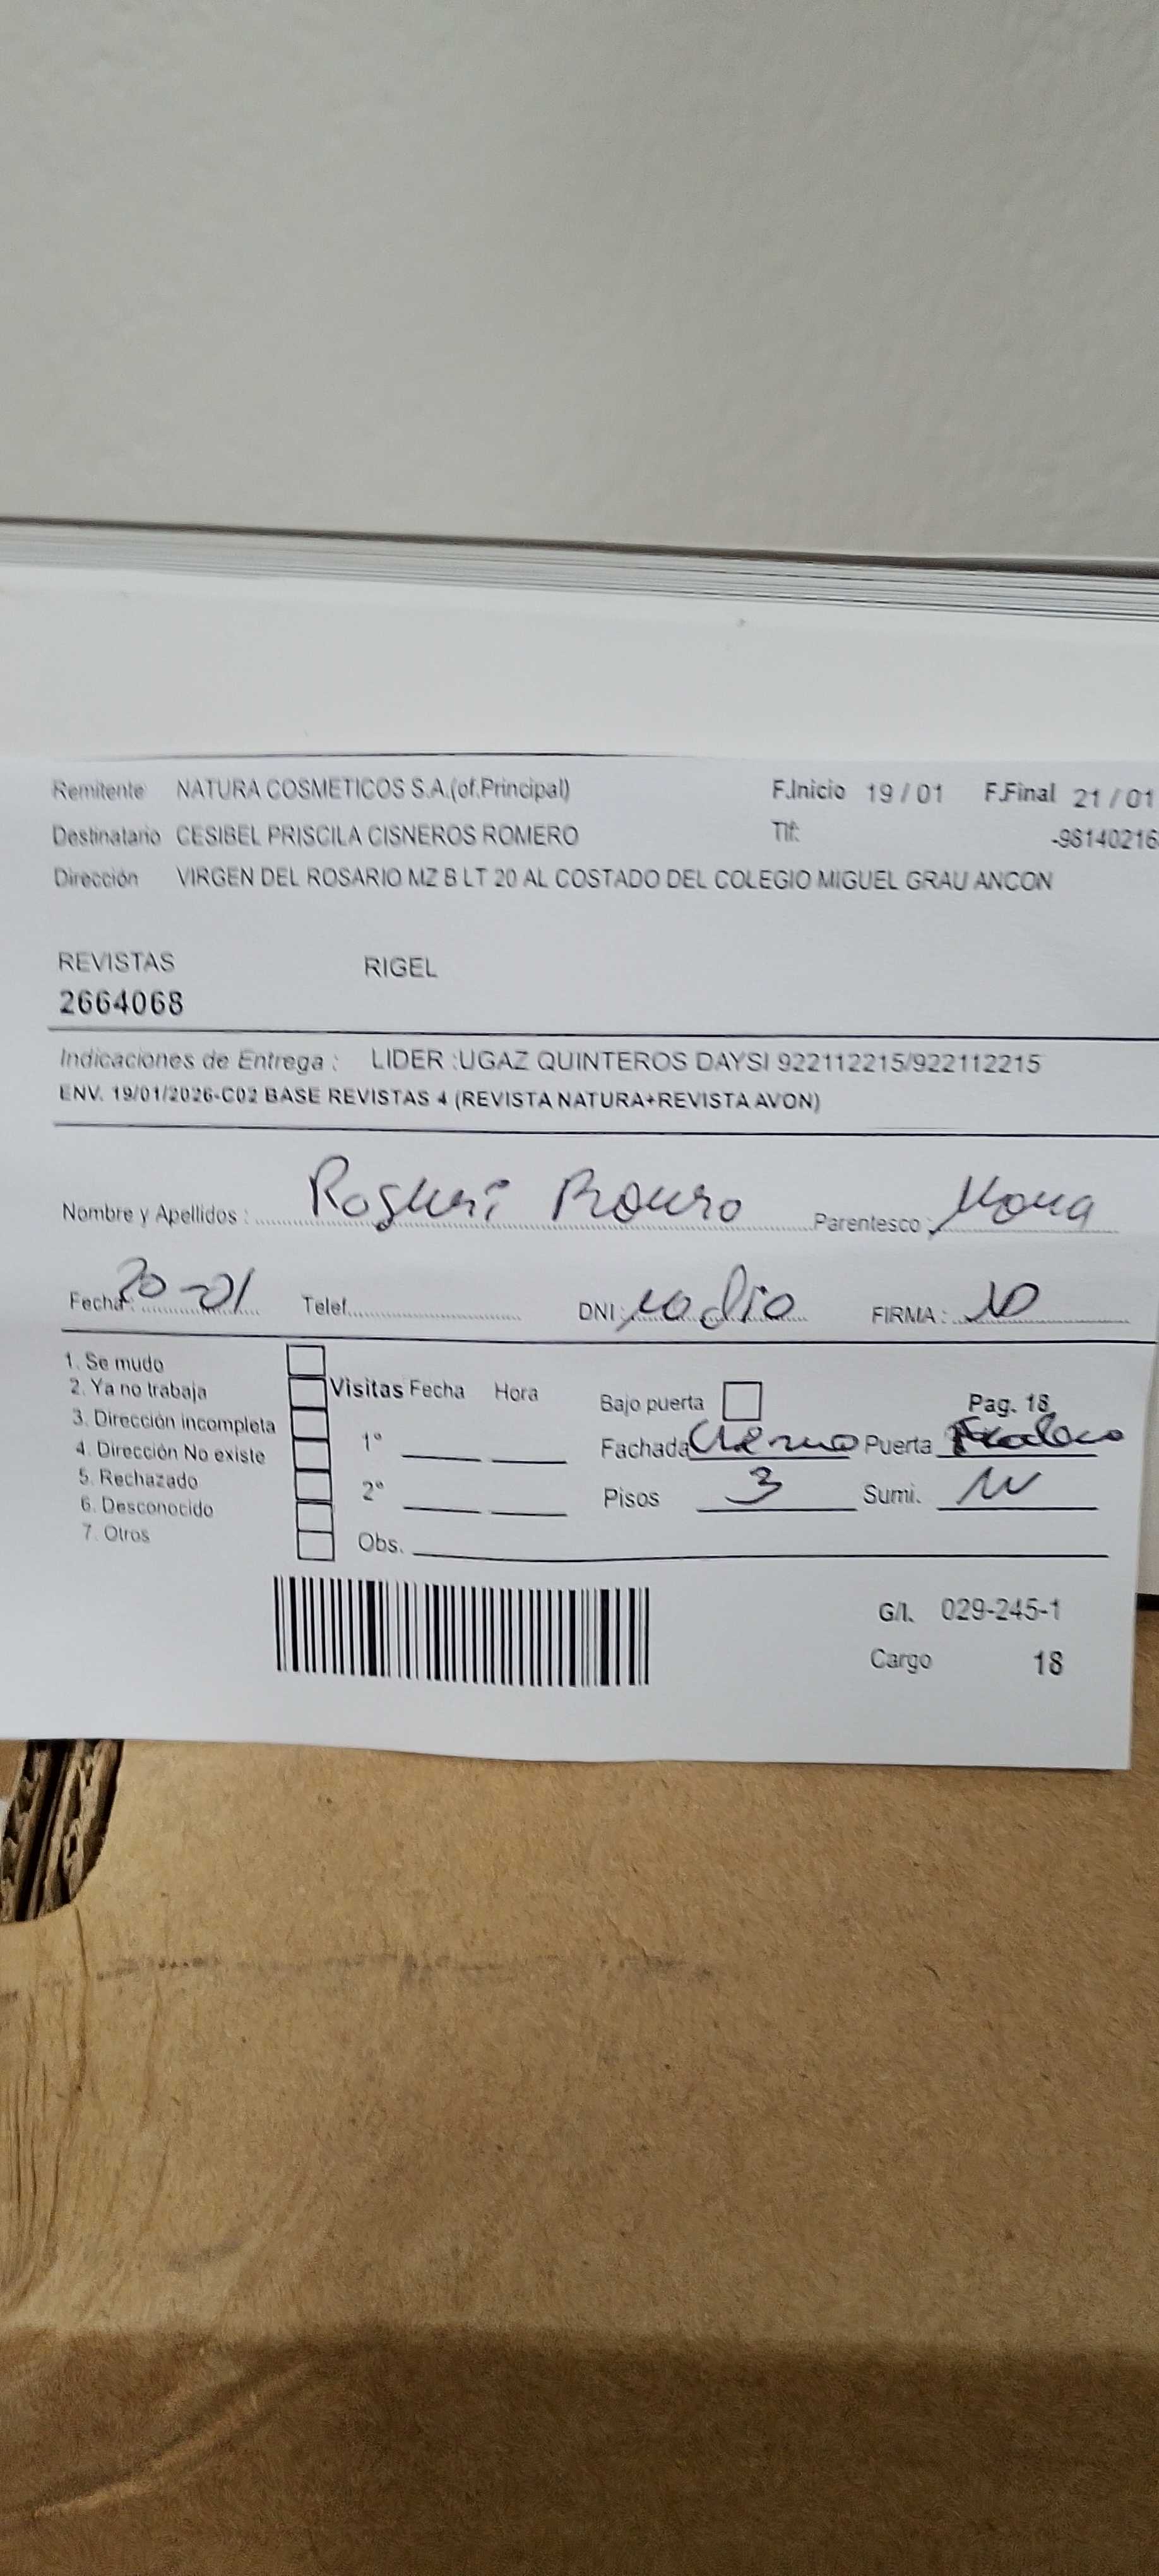 Remitente NATURA COSMETICOS S.A.(of.Principal) F.Inicio 19 / 01 F.Final 21 / 01
Destinatario CESIBEL PRISCILA CISNEROS ROMERO Tlf: -98140216
Dirección VIRGEN DEL ROSARIO MZ B LT 20 AL COSTADO DEL COLEGIO MIGUEL GRAU ANCON
REVISTAS RIGEL
2664068
Indicaciones de Entrega : LIDER :UGAZ QUINTEROS DAYSI 922112215/922112215
ENV. 19/01/2026-C02 BASE REVISTAS 4 (REVISTA NATURA+REVISTA AVON)
Nombre y Apellidos : Parentesco :
Fecha : 20-01 Telef. DNI: FIRMA :
1. Se mudo
2. Ya no trabaja Visitas Fecha Hora Bajo puerta Pag. 18
3. Dirección incompleta 1° Fachada Puerta
4. Dirección No existe
5. Rechazado 2° Pisos 3 Sumi.
6. Desconocido
7. Otros Obs.
G/I. 029-245-1
Cargo 18